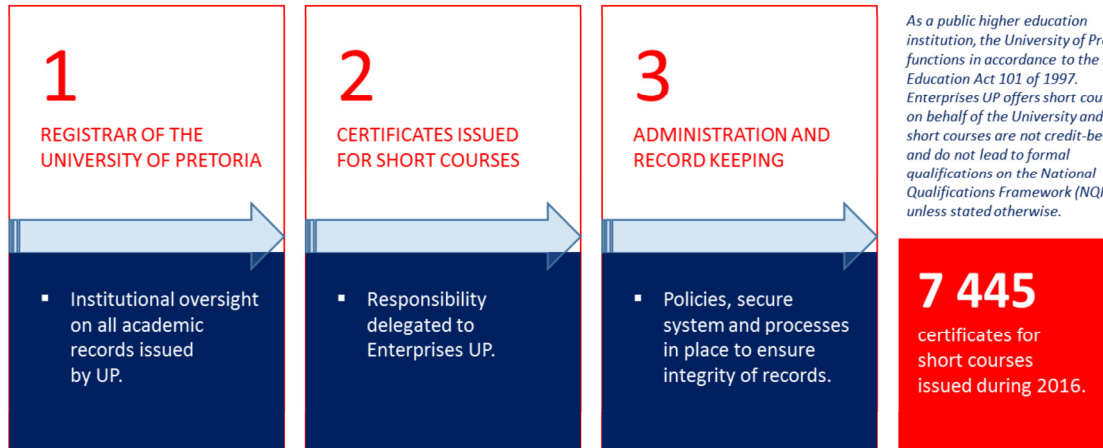 1
REGISTRAR OF THE
UNIVERSITY OF PRETORIA
▪ Institutional oversight
on all academic
records issued
by UP.
2
CERTIFICATES ISSUED
FOR SHORT COURSES
▪ Responsibility
delegated to
Enterprises UP.
3
ADMINISTRATION AND
RECORD KEEPING
▪ Policies, secure
system and processes
in place to ensure
integrity of records.
As a public higher education
institution, the University of
functions in accordance to the
Education Act 101 of 1997.
Enterprises UP offers short
on behalf of the University and
short courses are not
and do not lead to formal
qualifications on the National
Qualifications Framework
unless stated otherwise.
7 445
certificates for
short courses
issued during 2016.